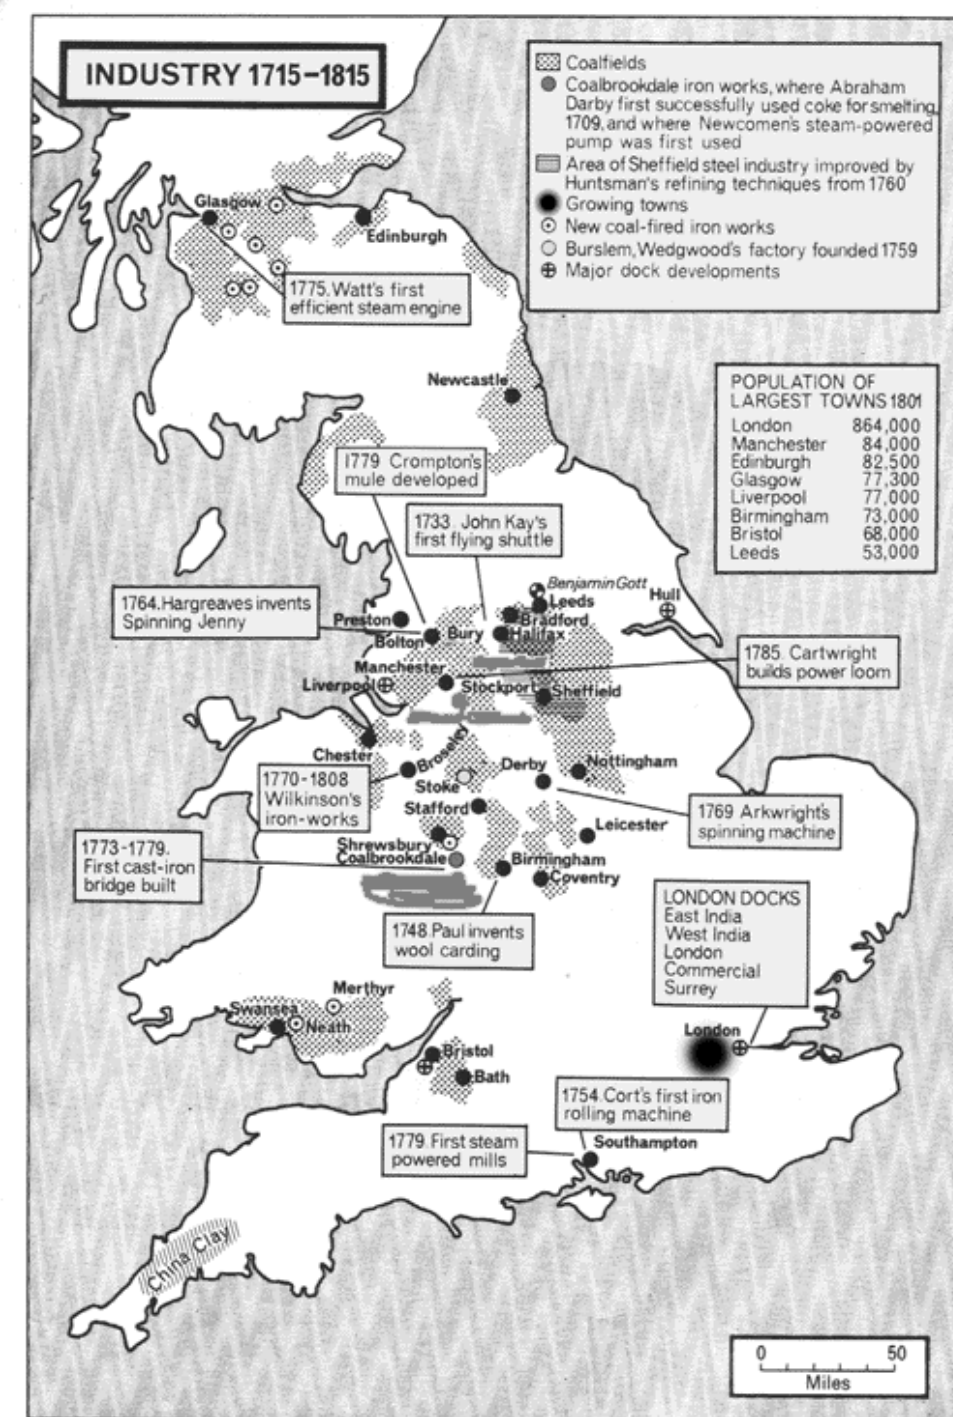 INDUSTRY 1715–1815
Coalfields
Coalbrookdale iron works, where Abraham
Darby first successfully used coke for smelting,
1709, and where Newcomen's steam-powered
pump was first used
Area of Sheffield steel industry improved by
Huntsman's refining techniques from 1760
Growing towns
New coal-fired iron works
Burslem, Wedgwood's factory founded 1759
Major dock developments
Glasgow
Edinburgh
1775. Watt's first
efficient steam engine
POPULATION OF
LARGEST TOWNS 1801
London 864,000
Manchester 84,000
Edinburgh 82,500
Glasgow 77,300
Liverpool 77,000
Birmingham 73,000
Bristol 68,000
Leeds 53,000
Newcastle
1779 Crompton's
mule developed
1733. John Kay's
first flying shuttle
1764. Hargreaves invents
Spinning Jenny
Benjamin Gott
Leeds
Hull
Preston
Bradford
Bolton
Bury
Halifax
1785. Cartwright
builds power loom
Manchester
Liverpool
Stockport
Sheffield
Chester
Broseley
Derby
Nottingham
1770-1808
Wilkinson's
iron-works
Stoke
Stafford
1769 Arkwright's
spinning machine
Leicester
Shrewsbury
Coalbrookdale
1773-1779.
First cast-iron
bridge built
Birmingham
Coventry
1748. Paul invents
wool carding
LONDON DOCKS
East India
West India
London
Commercial
Surrey
Merthyr
Swansea
Neath
London
Bristol
Bath
1754. Cort's first iron
rolling machine
1779. First steam
powered mills
Southampton
China Clay
0 50
Miles